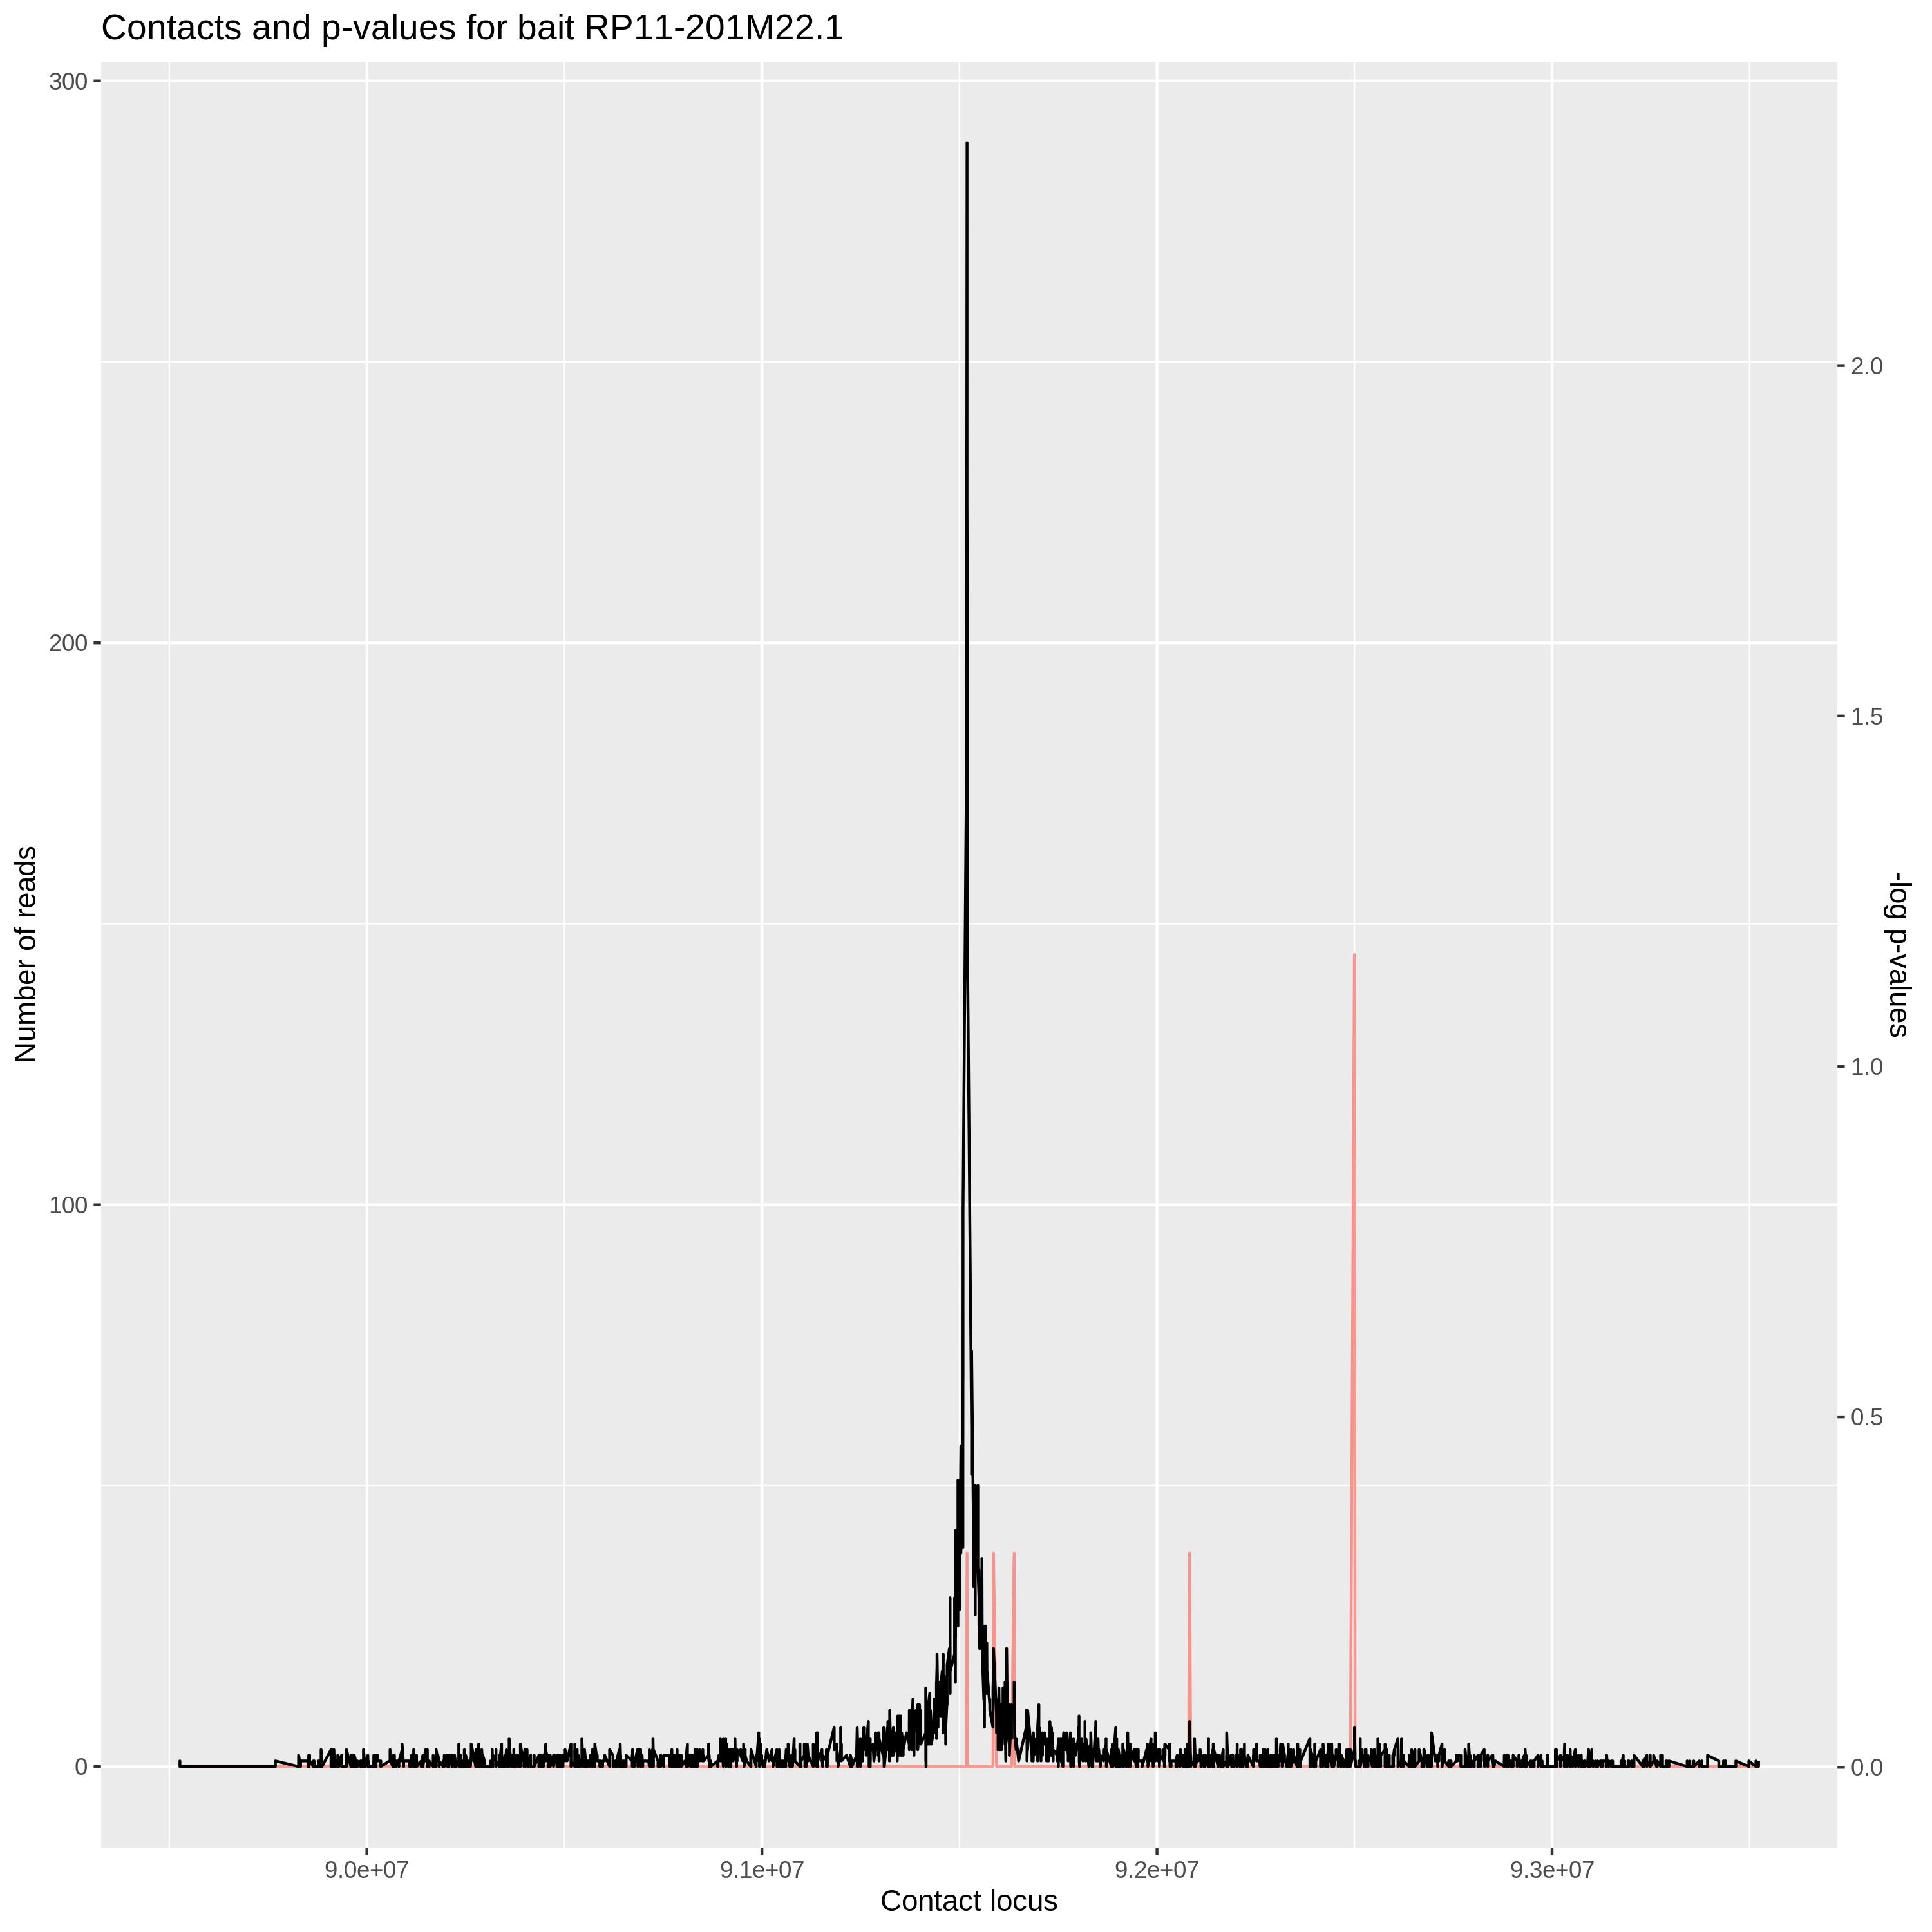 Contacts and p-values for bait RP11-201M22.1
300
200
100
0
Number of reads
2.0
1.5
1.0
0.5
0.0
-log p-values
9.0e+07
9.1e+07
9.2e+07
9.3e+07
Contact locus